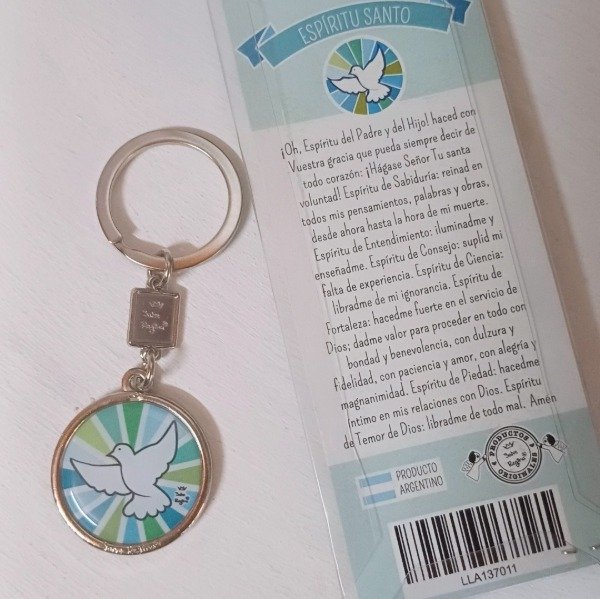 ESPÍRITU SANTO
¡Oh, Espíritu del Padre y del Hijo! haced con
Vuestra gracia que pueda siempre decir de
todo corazón: ¡Hágase Señor Tu santa
voluntad! Espíritu de Sabiduría: reinad en
todos mis pensamientos, palabras y obras,
desde ahora hasta la hora de mi muerte.
Espíritu de Entendimiento: iluminadme y
enseñadme. Espíritu de Consejo: suplid mi
falta de experiencia. Espíritu de Ciencia:
libradme de mi ignorancia. Espíritu de
Fortaleza: hacedme fuerte en el servicio de
Dios; dadme valor para proceder en todo con
bondad y benevolencia, con dulzura y
fidelidad, con paciencia y amor, con alegría y
magnanimidad. Espíritu de Piedad: hacedme
íntimo en mis relaciones con Dios. Espíritu
de Temor de Dios: libradme de todo mal. Amén
PRODUCTO
ARGENTINO
PRODUCTOS
ORIGINALES
LLA137011